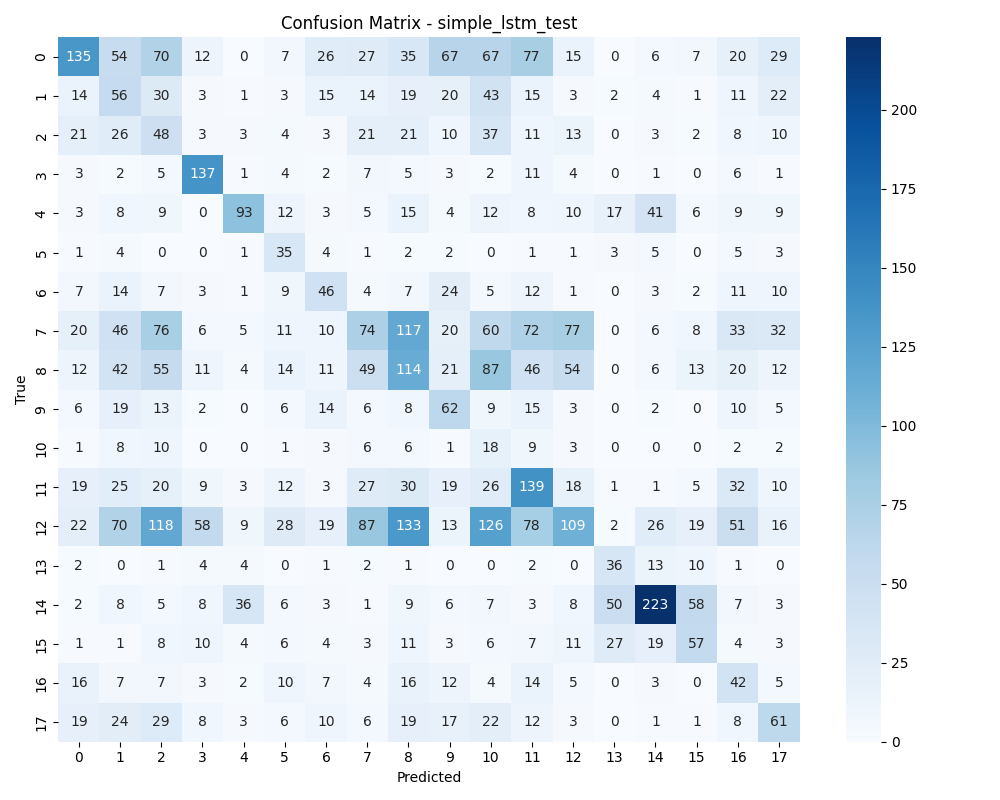 Confusion Matrix - simple_lstm_test
0 135 54 70 12 0 7 26 27 35 67 67 77 15 0 6 7 20 29
1 14 56 30 3 1 3 15 14 19 20 43 15 3 2 4 1 11 22
2 21 26 48 3 3 4 3 21 21 10 37 11 13 0 3 2 8 10
3 3 2 5 137 1 4 2 7 5 3 2 11 4 0 1 0 6 1
4 3 8 9 0 93 12 3 5 15 4 12 8 10 17 41 6 9 9
5 1 4 0 0 1 35 4 1 2 2 0 1 1 3 5 0 5 3
6 7 14 7 3 1 9 46 4 7 24 5 12 1 0 3 2 11 10
7 20 46 76 6 5 11 10 74 117 20 60 72 77 0 6 8 33 32
8 12 42 55 11 4 14 11 49 114 21 87 46 54 0 6 13 20 12
9 6 19 13 2 0 6 14 6 8 62 9 15 3 0 2 0 10 5
10 1 8 10 0 0 1 3 6 6 1 18 9 3 0 0 0 2 2
11 19 25 20 9 3 12 3 27 30 19 26 139 18 1 1 5 32 10
12 22 70 118 58 9 28 19 87 133 13 126 78 109 2 26 19 51 16
13 2 0 1 4 4 0 1 2 1 0 0 2 0 36 13 10 1 0
14 2 8 5 8 36 6 3 1 9 6 7 3 8 50 223 58 7 3
15 1 1 8 10 4 6 4 3 11 3 6 7 11 27 19 57 4 3
16 16 7 7 3 2 10 7 4 16 12 4 14 5 0 3 0 42 5
17 19 24 29 8 3 6 10 6 19 17 22 12 3 0 1 1 8 61
0 1 2 3 4 5 6 7 8 9 10 11 12 13 14 15 16 17
Predicted
True
200
175
150
125
100
75
50
25
0